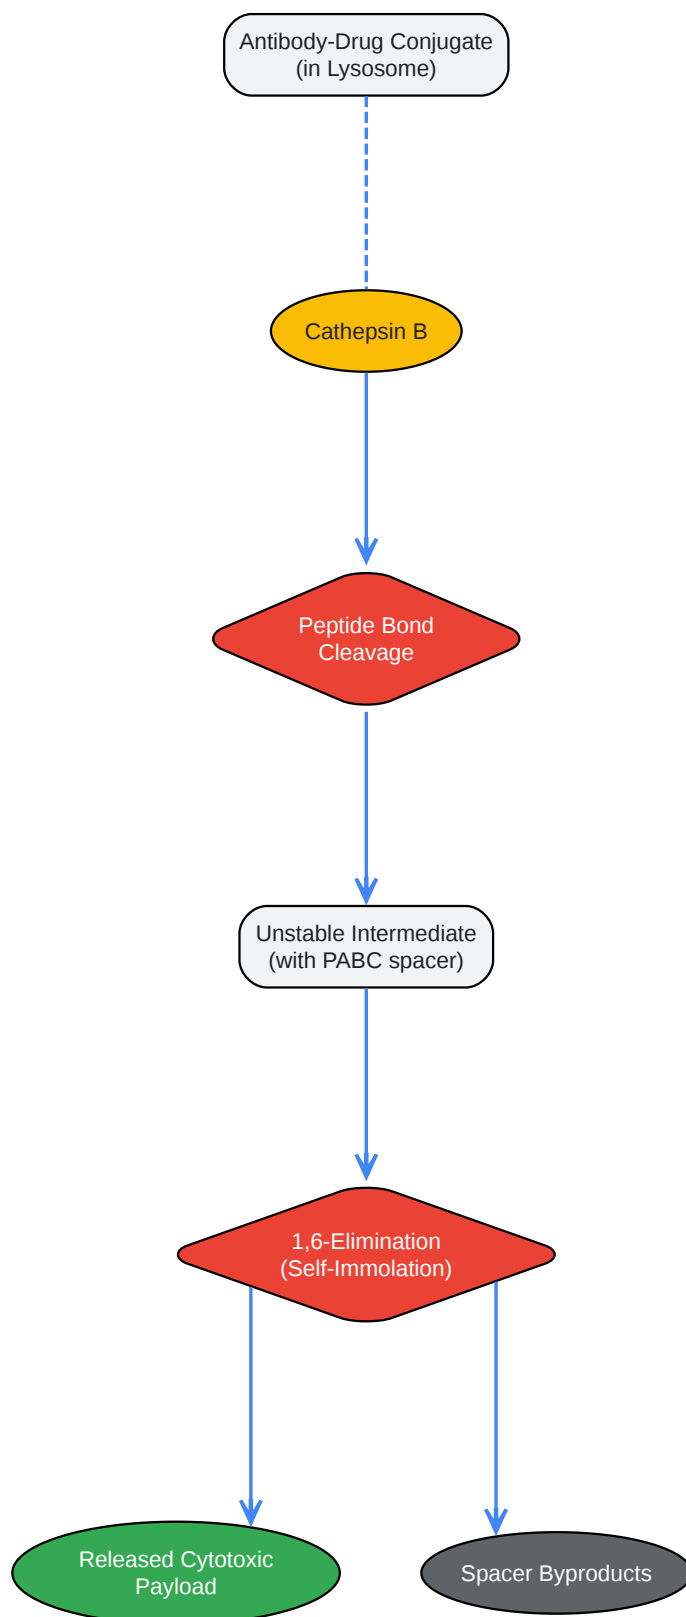 Antibody-Drug Conjugate
(in Lysosome)
Cathepsin B
Peptide Bond
Cleavage
Unstable Intermediate
(with PABC spacer)
1,6-Elimination
(Self-Immolation)
Released Cytotoxic
Payload
Spacer Byproducts